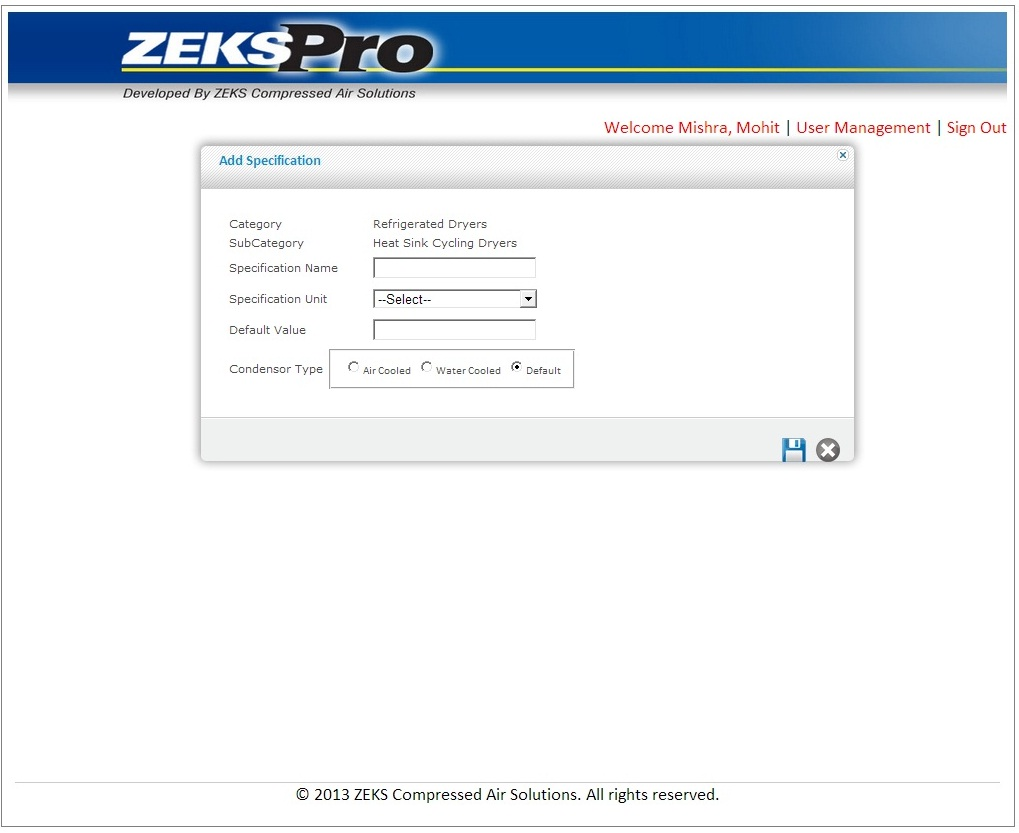 ZEKSPro
Developed By ZEKS Compressed Air Solutions
Welcome Mishra, Mohit | User Management | Sign Out
Add Specification
Category Refrigerated Dryers
SubCategory Heat Sink Cycling Dryers
Specification Name
Specification Unit --Select--
Default Value
Condensor Type Air Cooled Water Cooled Default
© 2013 ZEKS Compressed Air Solutions. All rights reserved.